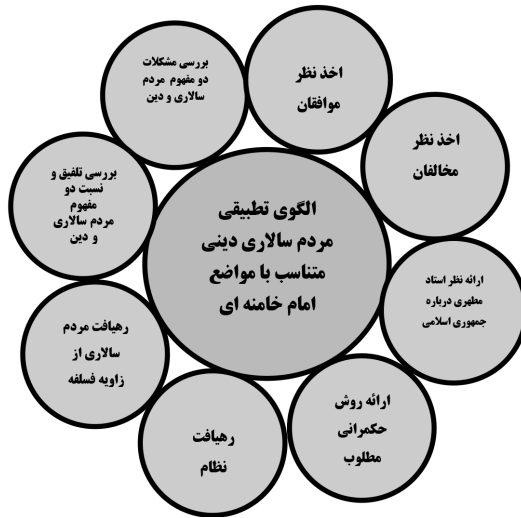 اخذ نظر
موافقان
اخذ نظر
مخالفان
ارائه نظر استاد
مطهری درباره
جمهوری اسلامی
ارائه روش
حکمرانی
مطلوب
رهیافت
نظام
رهیافت مردم
سالاری از
زاویه فسلفه
بررسی تلفیق و
نسبت دو
مفهوم
مردم سالاری
و دین
بررسی مشکلات
دو مفهوم مردم
سالاری و دین
الگوی تطبیقی
مردم سالاری دینی
متناسب با مواضع
امام خامنه ای